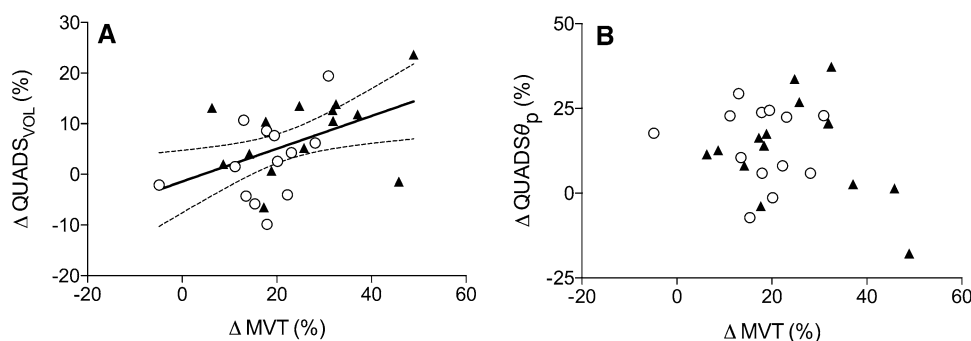 A
Δ QUADSVOL (%)
30
20
10
0
-10
-20
-20 0 20 40 60
Δ MVT (%)
B
Δ QUADSθp (%)
50
25
0
-25
-20 0 20 40 60
Δ MVT (%)